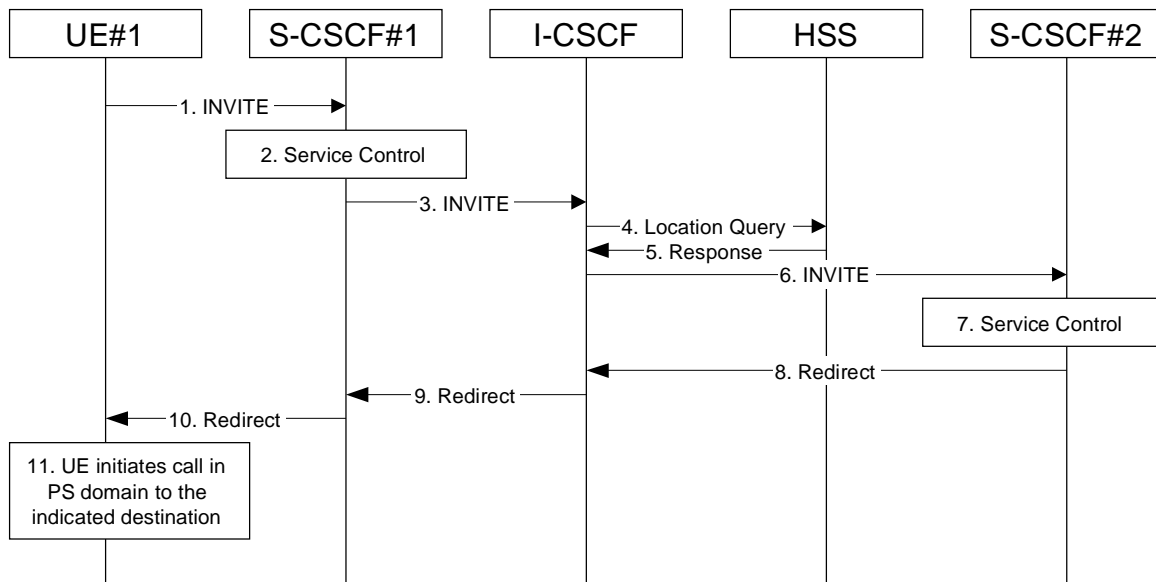 UE#1
S-CSCF#1
I-CSCF
HSS
S-CSCF#2
1. INVITE
2. Service Control
3. INVITE
4. Location Query
5. Response
6. INVITE
7. Service Control
8. Redirect
9. Redirect
10. Redirect
11. UE initiates call in
PS domain to the
indicated destination